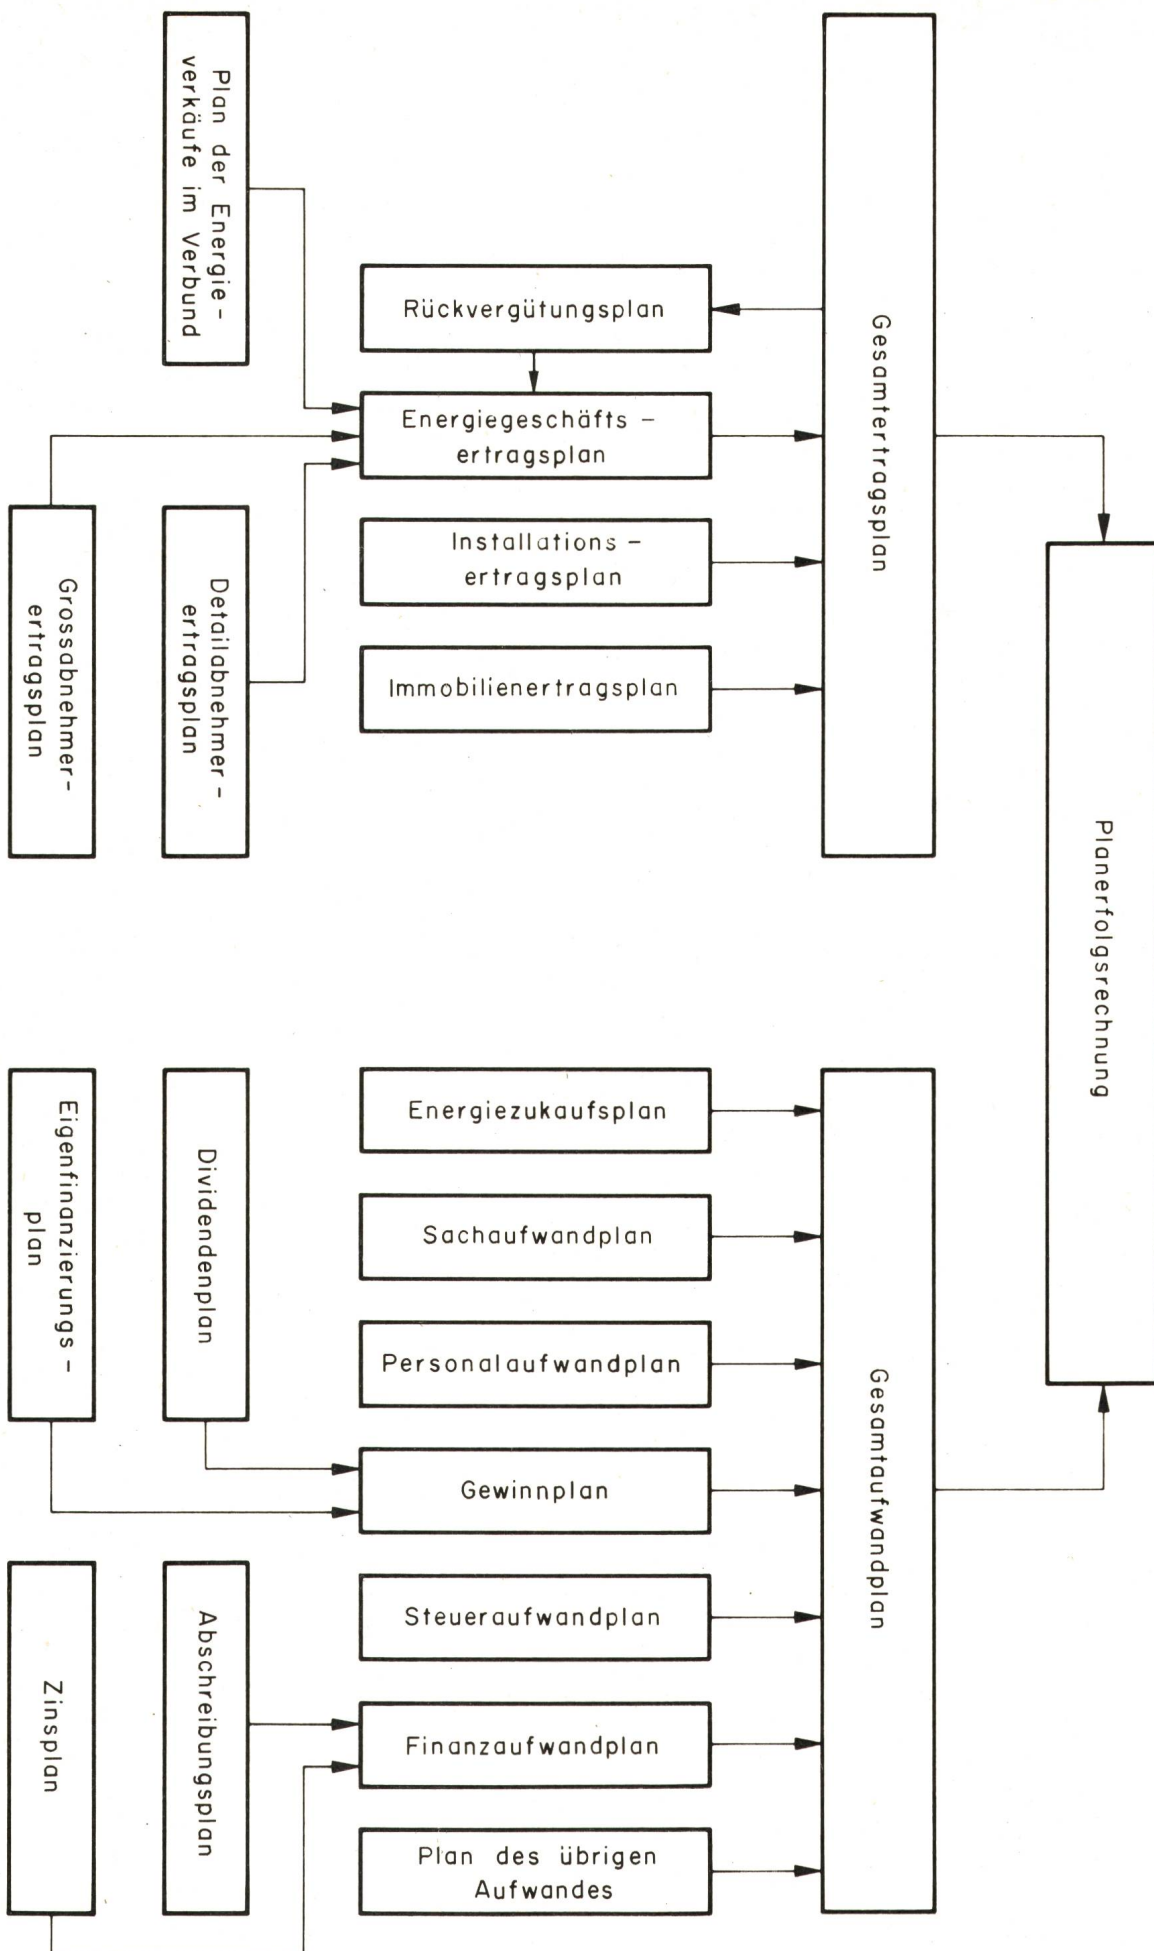 Plan der Energie-
verkäufe im Verbund
Rückvergütungsplan
Energiegeschäfts-
ertragsplan
Installations-
ertragsplan
Immobilienertragsplan
Grossabnehmer-
ertragsplan
Detailabnehmer-
ertragsplan
Gesamtertragsplan
Planerfolgsrechnung
Energiezukaufsplan
Sachaufwandplan
Personalaufwandplan
Gewinnplan
Steueraufwandplan
Finanzaufwandplan
Plan des übrigen
Aufwandes
Eigenfinanzierungs-
plan
Dividendenplan
Zinsplan
Abschreibungsplan
Gesamtaufwandplan